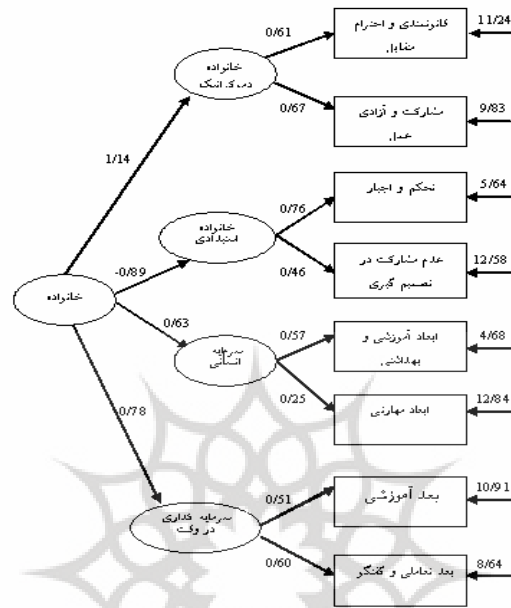 0/61
قانونمندی و احترام
متقابل
11/24
خانواده
دموکراتیک
0/67
مشارکت و آزادی
عمل
9/83
1/14
0/76
تحکم و اجبار
5/64
خانواده
استبدادی
-0/89
0/46
عدم مشارکت در
تصمیم گیری
12/58
خانواده
0/63
0/57
ابعاد آموزشی و
بهداشتی
4/68
سرمایه
انسانی
0/25
ابعاد مهارتی
12/84
0/78
0/51
بعد آموزشی
10/91
سرمایه گذاری
در وقت
0/60
بعد تعاملی و گفتگو
8/64